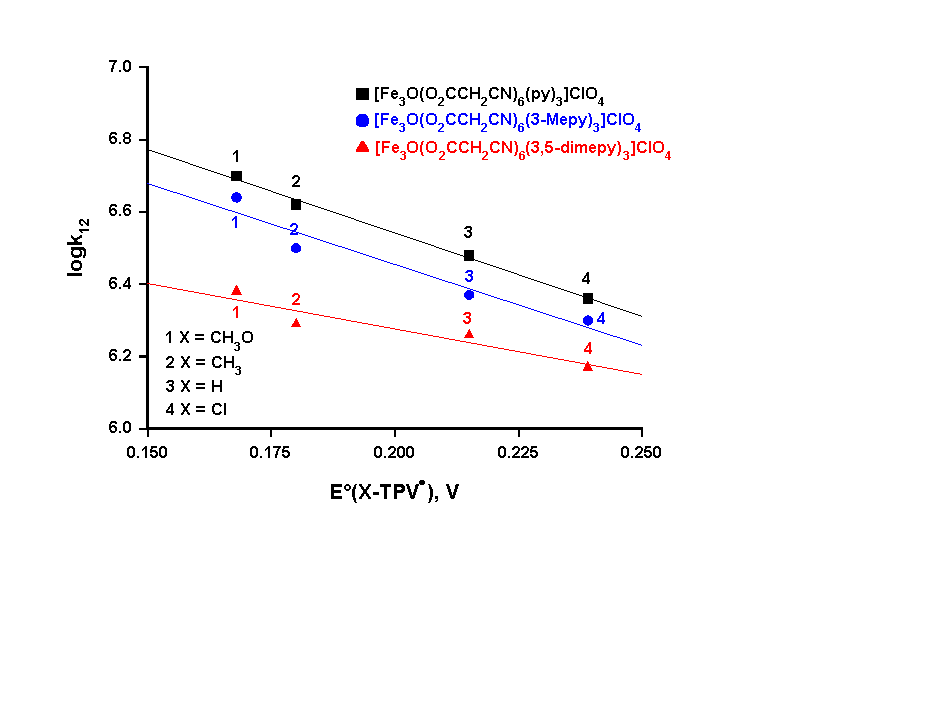 7.0
6.8
6.6
6.4
6.2
6.0
logk₁₂
[Fe₃O(O₂CCH₂CN)₆(py)₃]ClO₄
[Fe₃O(O₂CCH₂CN)₆(3-Mepy)₃]ClO₄
[Fe₃O(O₂CCH₂CN)₆(3,5-dimepy)₃]ClO₄
1 2 3 4
1 2 3 4
1 2 3 4
1 X = CH₃O
2 X = CH₃
3 X = H
4 X = Cl
0.150 0.175 0.200 0.225 0.250
E°(X-TPV•), V